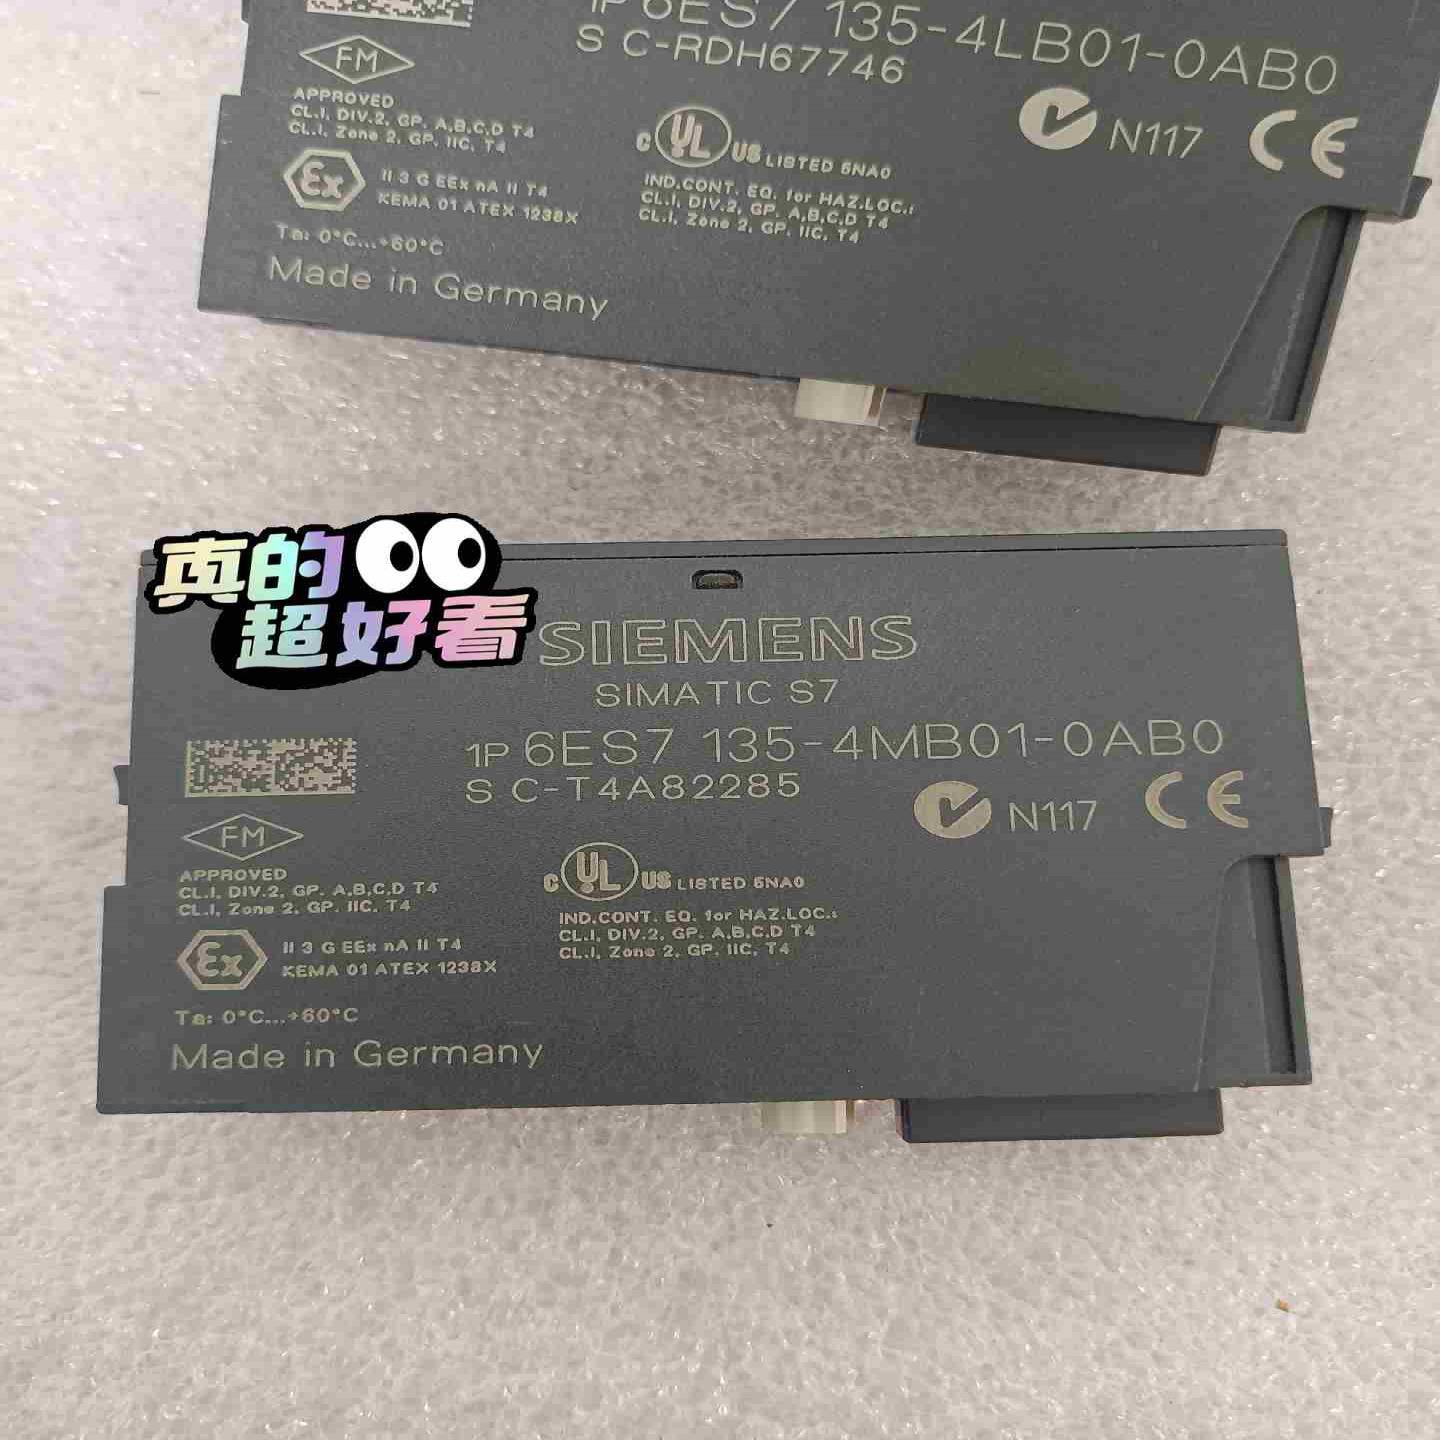 1P 6ES7 135-4LB01-0AB0
S C-RDH67746
FM
APPROVED
CL.I, DIV.2, GP. A,B,C,D T4
CL.I, Zone 2, GP. IIC, T4
N117 CE
C UL US LISTED 5NA0
IND.CONT. EQ. for HAZ.LOC.:
CL.I, DIV.2, GP. A,B,C,D T4
CL.I, Zone 2, GP. IIC, T4
Ex II 3 G EEx nA II T4
KEMA 01 ATEX 1238X
Ta: 0°C...+60°C
Made in Germany
真的
超好看
SIEMENS
SIMATIC S7
1P 6ES7 135-4MB01-0AB0
S C-T4A82285
N117 CE
FM
APPROVED
CL.I, DIV.2, GP. A,B,C,D T4
CL.I, Zone 2, GP. IIC, T4
C UL US LISTED 5NA0
IND.CONT. EQ. for HAZ.LOC.:
CL.I, DIV.2, GP. A,B,C,D T4
CL.I, Zone 2, GP. IIC, T4
Ex II 3 G EEx nA II T4
KEMA 01 ATEX 1238X
Ta: 0°C...+60°C
Made in Germany